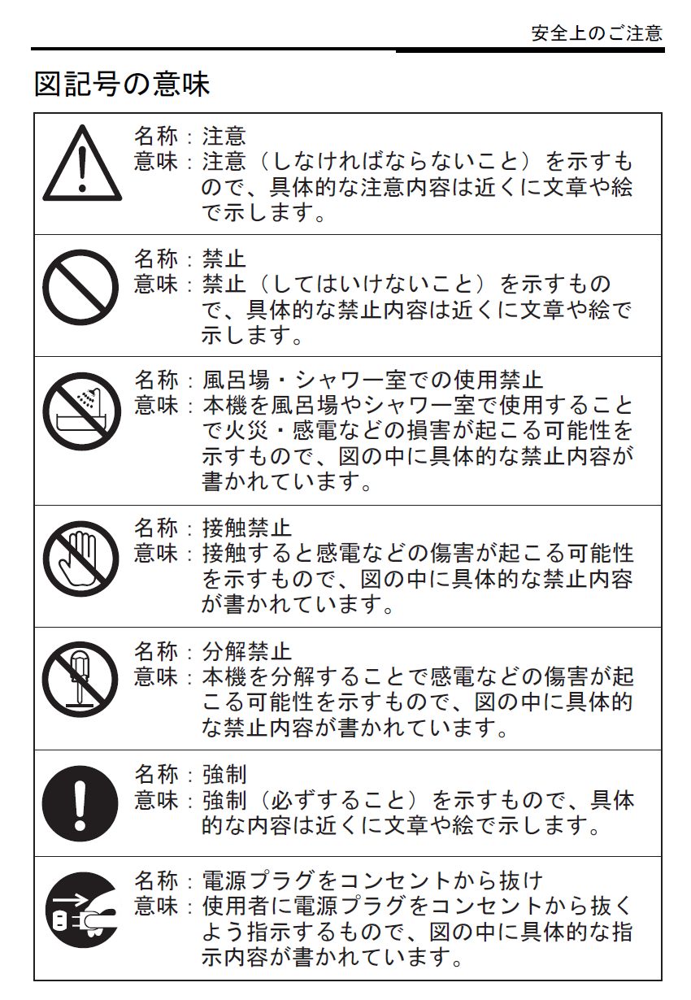 安全上のご注意
図記号の意味
名称：注意
意味：注意（しなければならないこと）を示すも
ので、具体的な注意内容は近くに文章や絵
で示します。
名称：禁止
意味：禁止（してはいけないこと）を示すもの
で、具体的な禁止内容は近くに文章や絵で
示します。
名称：風呂場・シャワー室での使用禁止
意味：本機を風呂場やシャワー室で使用すること
で火災・感電などの損害が起こる可能性を
示すもので、図の中に具体的な禁止内容が
書かれています。
名称：接触禁止
意味：接触すると感電などの傷害が起こる可能性
を示すもので、図の中に具体的な禁止内容
が書かれています。
名称：分解禁止
意味：本機を分解することで感電などの傷害が起
こる可能性を示すもので、図の中に具体的
な禁止内容が書かれています。
名称：強制
意味：強制（必ずすること）を示すもので、具体
的な内容は近くに文章や絵で示します。
名称：電源プラグをコンセントから抜け
意味：使用者に電源プラグをコンセントから抜く
よう指示するもので、図の中に具体的な指
示内容が書かれています。